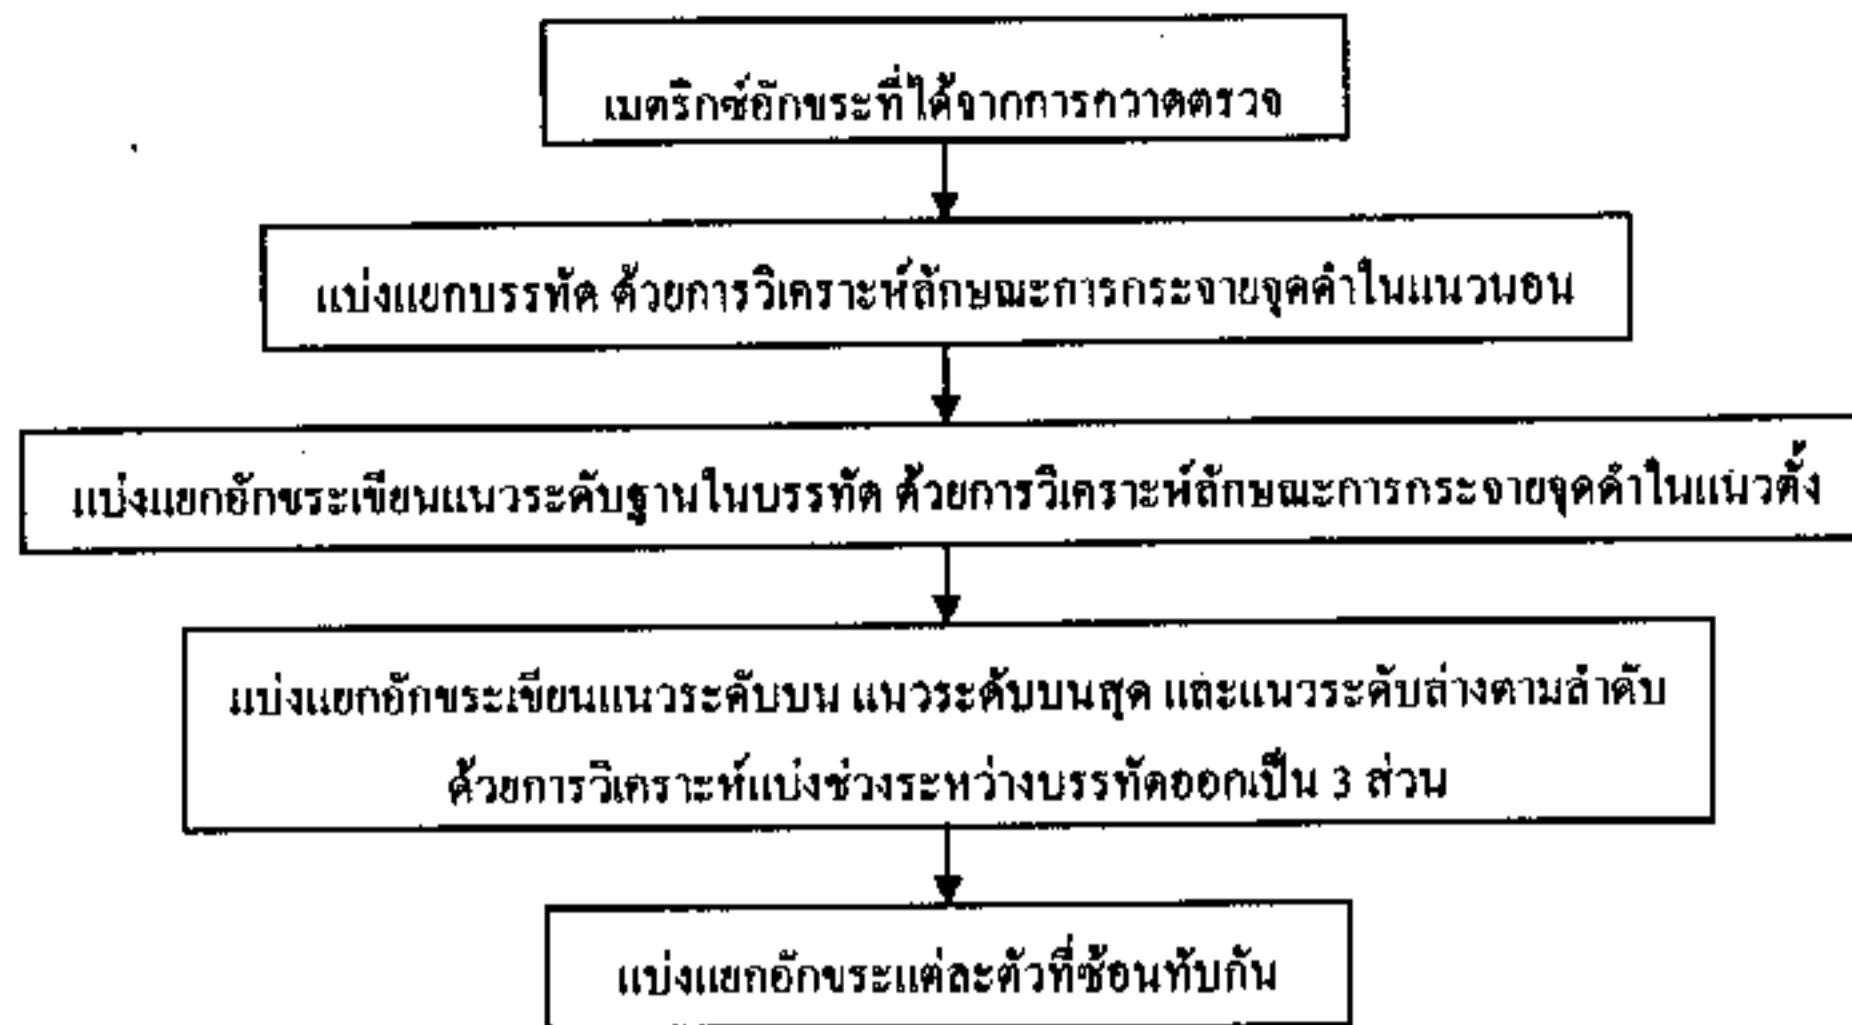 เมตริกซ์อักขระที่ได้จากการกวาดตรวจ
แบ่งแยกบรรทัด ด้วยการวิเคราะห์ลักษณะการกระจายจุดดำในแนวนอน
แบ่งแยกอักขระเขียนแนวระดับฐานในบรรทัด ด้วยการวิเคราะห์ลักษณะการกระจายจุดดำในแนวตั้ง
แบ่งแยกอักขระเขียนแนวระดับบน แนวระดับบนสุด และแนวระดับล่างตามลำดับ
ด้วยการวิเคราะห์แบ่งช่วงระหว่างบรรทัดออกเป็น 3 ส่วน
แบ่งแยกอักขระแต่ละตัวที่ซ้อนทับกัน